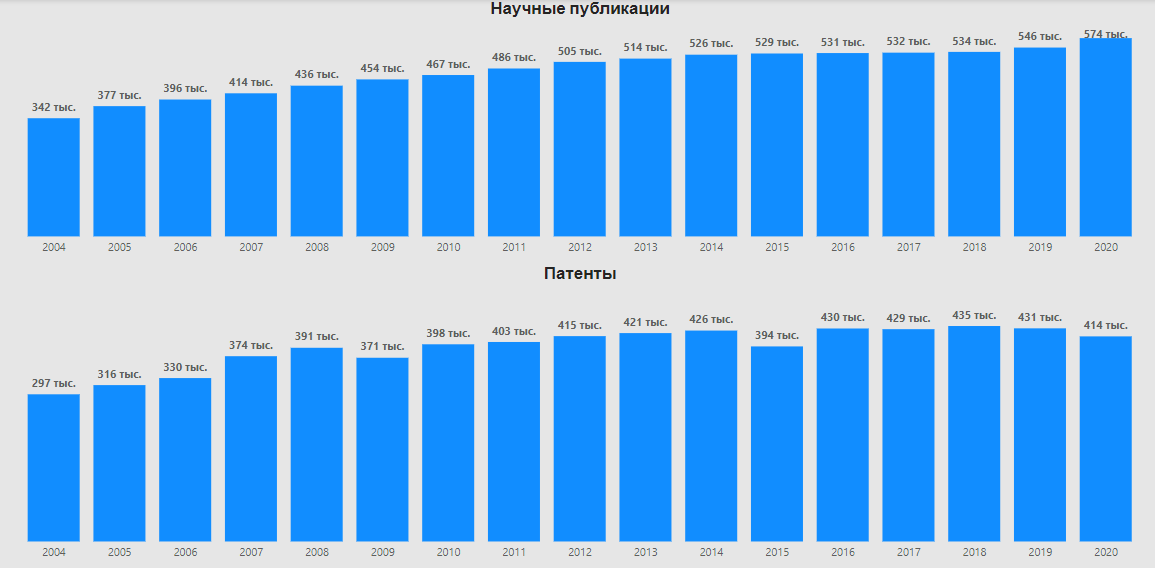 Научные публикации
342 тыс. 377 тыс. 396 тыс. 414 тыс. 436 тыс. 454 тыс. 467 тыс. 486 тыс. 505 тыс. 514 тыс. 526 тыс. 529 тыс. 531 тыс. 532 тыс. 534 тыс. 546 тыс. 574 тыс.
2004 2005 2006 2007 2008 2009 2010 2011 2012 2013 2014 2015 2016 2017 2018 2019 2020
Патенты
297 тыс. 316 тыс. 330 тыс. 374 тыс. 391 тыс. 371 тыс. 398 тыс. 403 тыс. 415 тыс. 421 тыс. 426 тыс. 394 тыс. 430 тыс. 429 тыс. 435 тыс. 431 тыс. 414 тыс.
2004 2005 2006 2007 2008 2009 2010 2011 2012 2013 2014 2015 2016 2017 2018 2019 2020